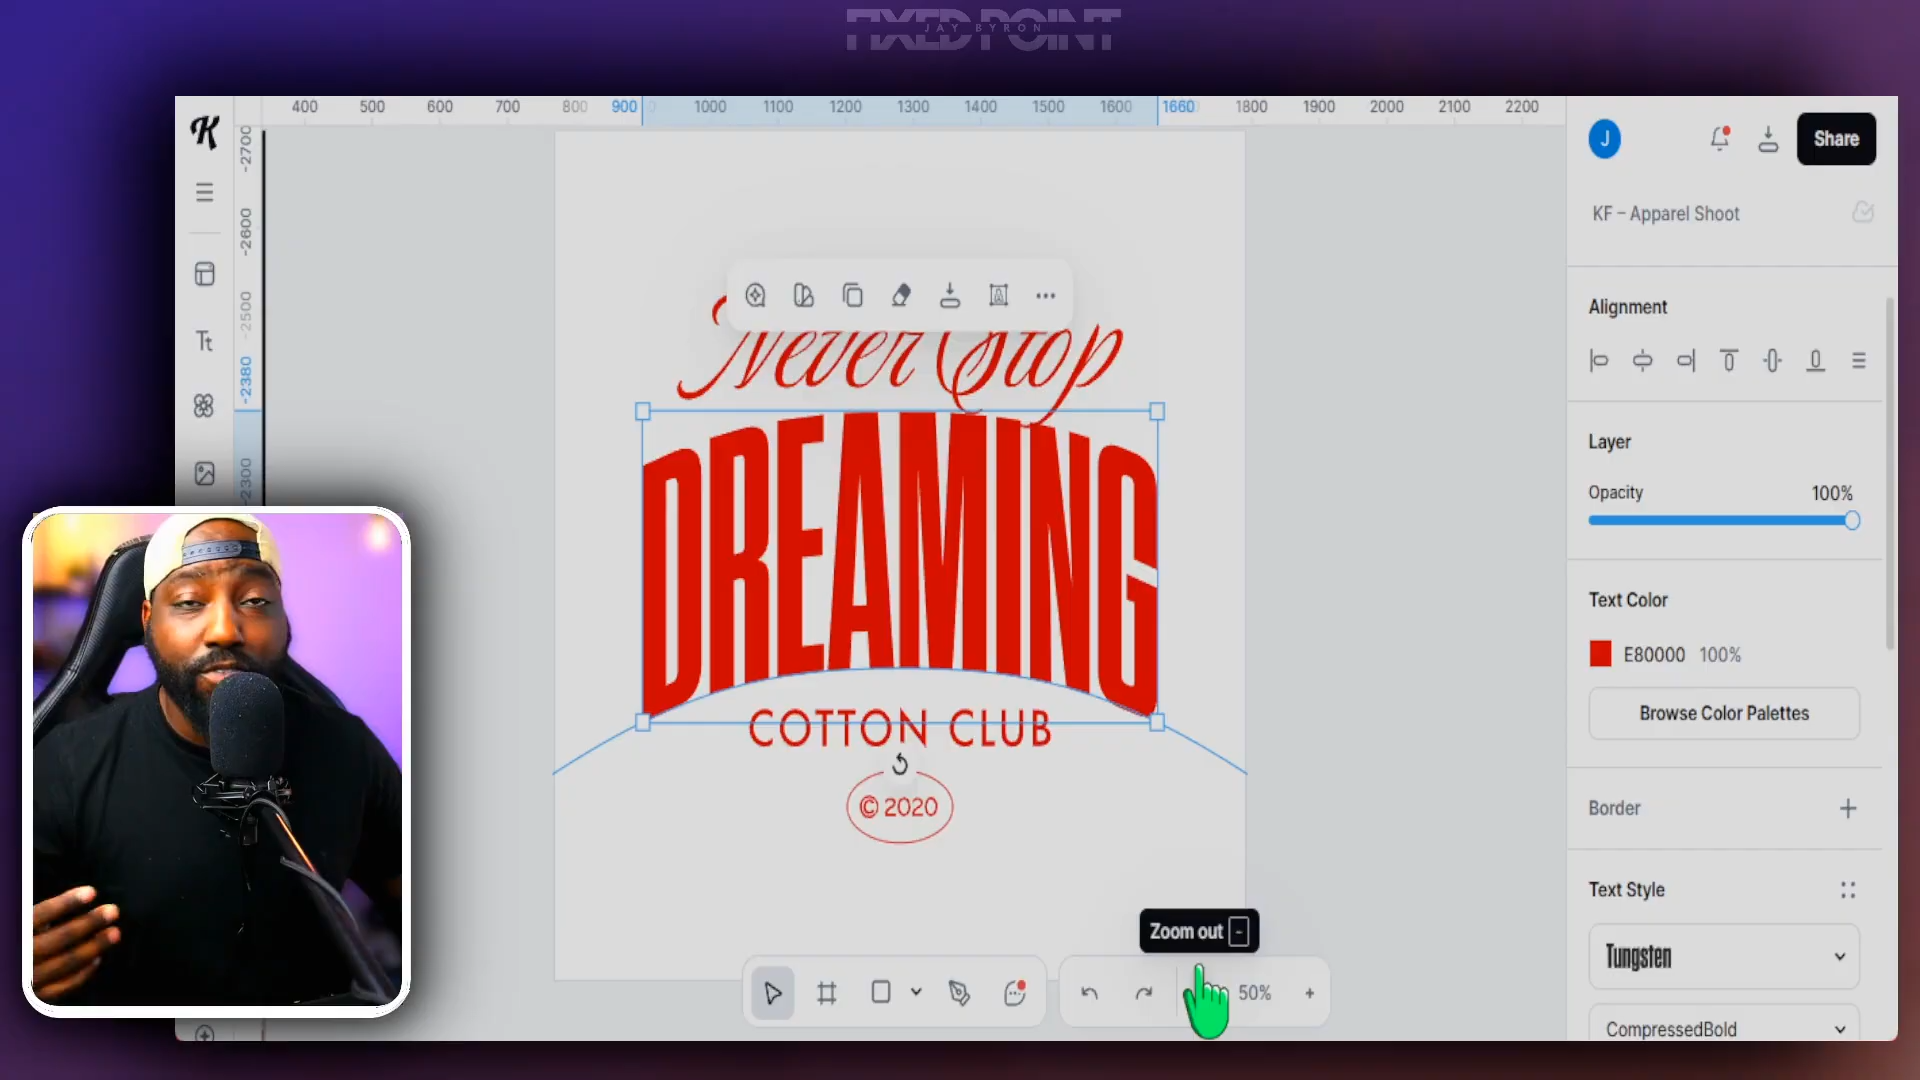 FIXED POINT
JAY BYRON
400 500 600 700 800 900 1000 1100 1200 1300 1400 1500 1600 1660 1800 1900 2000 2100 2200
-2700
-2600
-2500
-2380
-2300
K
Tt
J
Share
KF – Apparel Shoot
Alignment
Layer
Opacity 100%
Text Color
E80000 100%
Browse Color Palettes
Border
Text Style
Tungsten
CompressedBold
Never Stop
DREAMING
COTTON CLUB
© 2020
Zoom out -
50% +